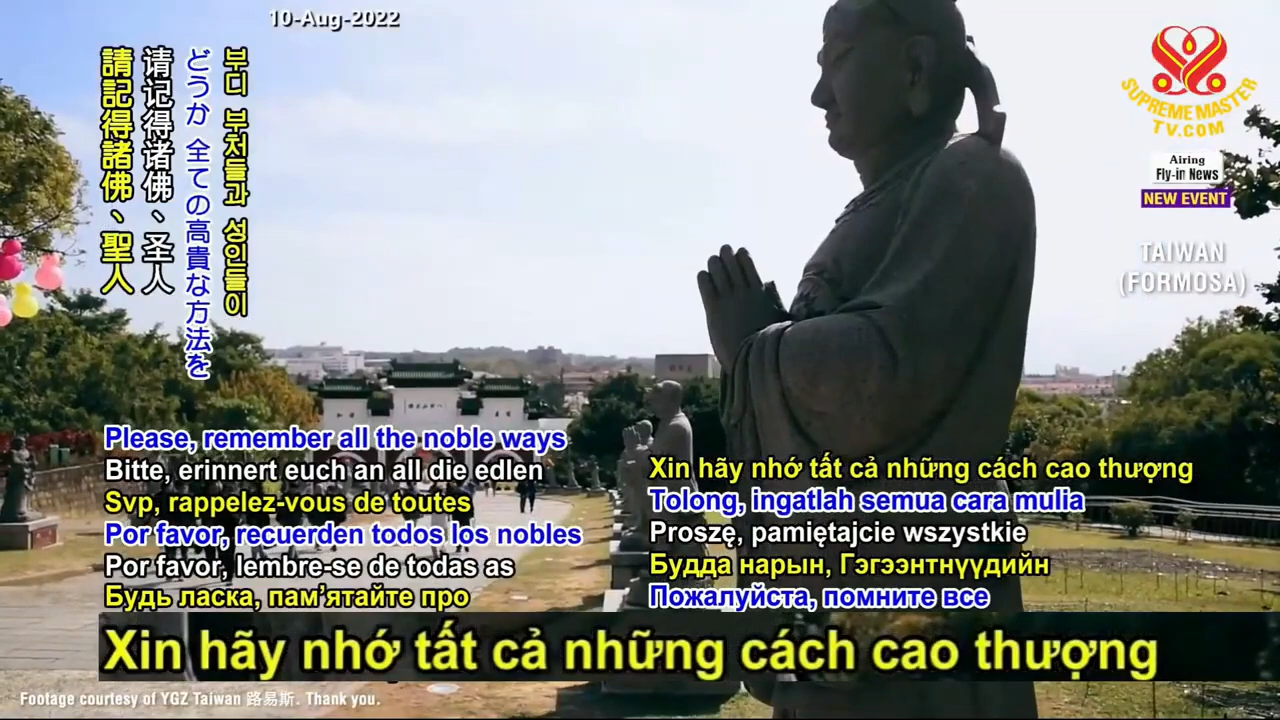 10-Aug-2022
請記得諸佛、聖人
请记得诸佛、圣人
どうか 全ての高貴な方法を
부디 부처들과 성인들이
SUPREME MASTER
TV.COM
Airing
Fly-in News
NEW EVENT
TAIWAN
(FORMOSA)
Please, remember all the noble ways
Bitte, erinnert euch an all die edlen
Svp, rappelez-vous de toutes
Por favor, recuerden todos los nobles
Por favor, lembre-se de todas as
Будь ласка, пам'ятайте про
Xin hãy nhớ tất cả những cách cao thượng
Tolong, ingatlah semua cara mulia
Proszę, pamiętajcie wszystkie
Будда нарын, Гэгээнтнүүдийн
Пожалуйста, помните все
Xin hãy nhớ tất cả những cách cao thượng
Footage courtesy of YGZ Taiwan 路易斯. Thank you.